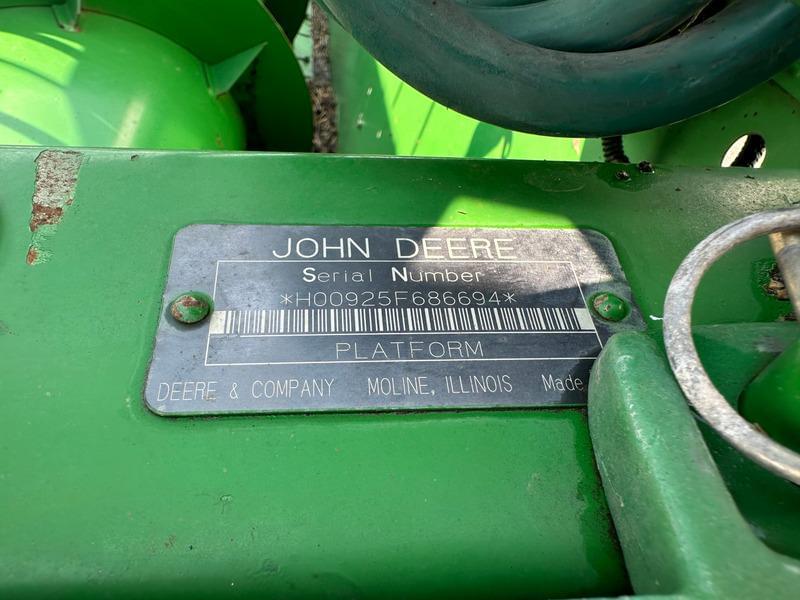 JOHN DEERE
Serial Number
*H00925F686694*
PLATFORM
DEERE & COMPANY MOLINE, ILLINOIS Made